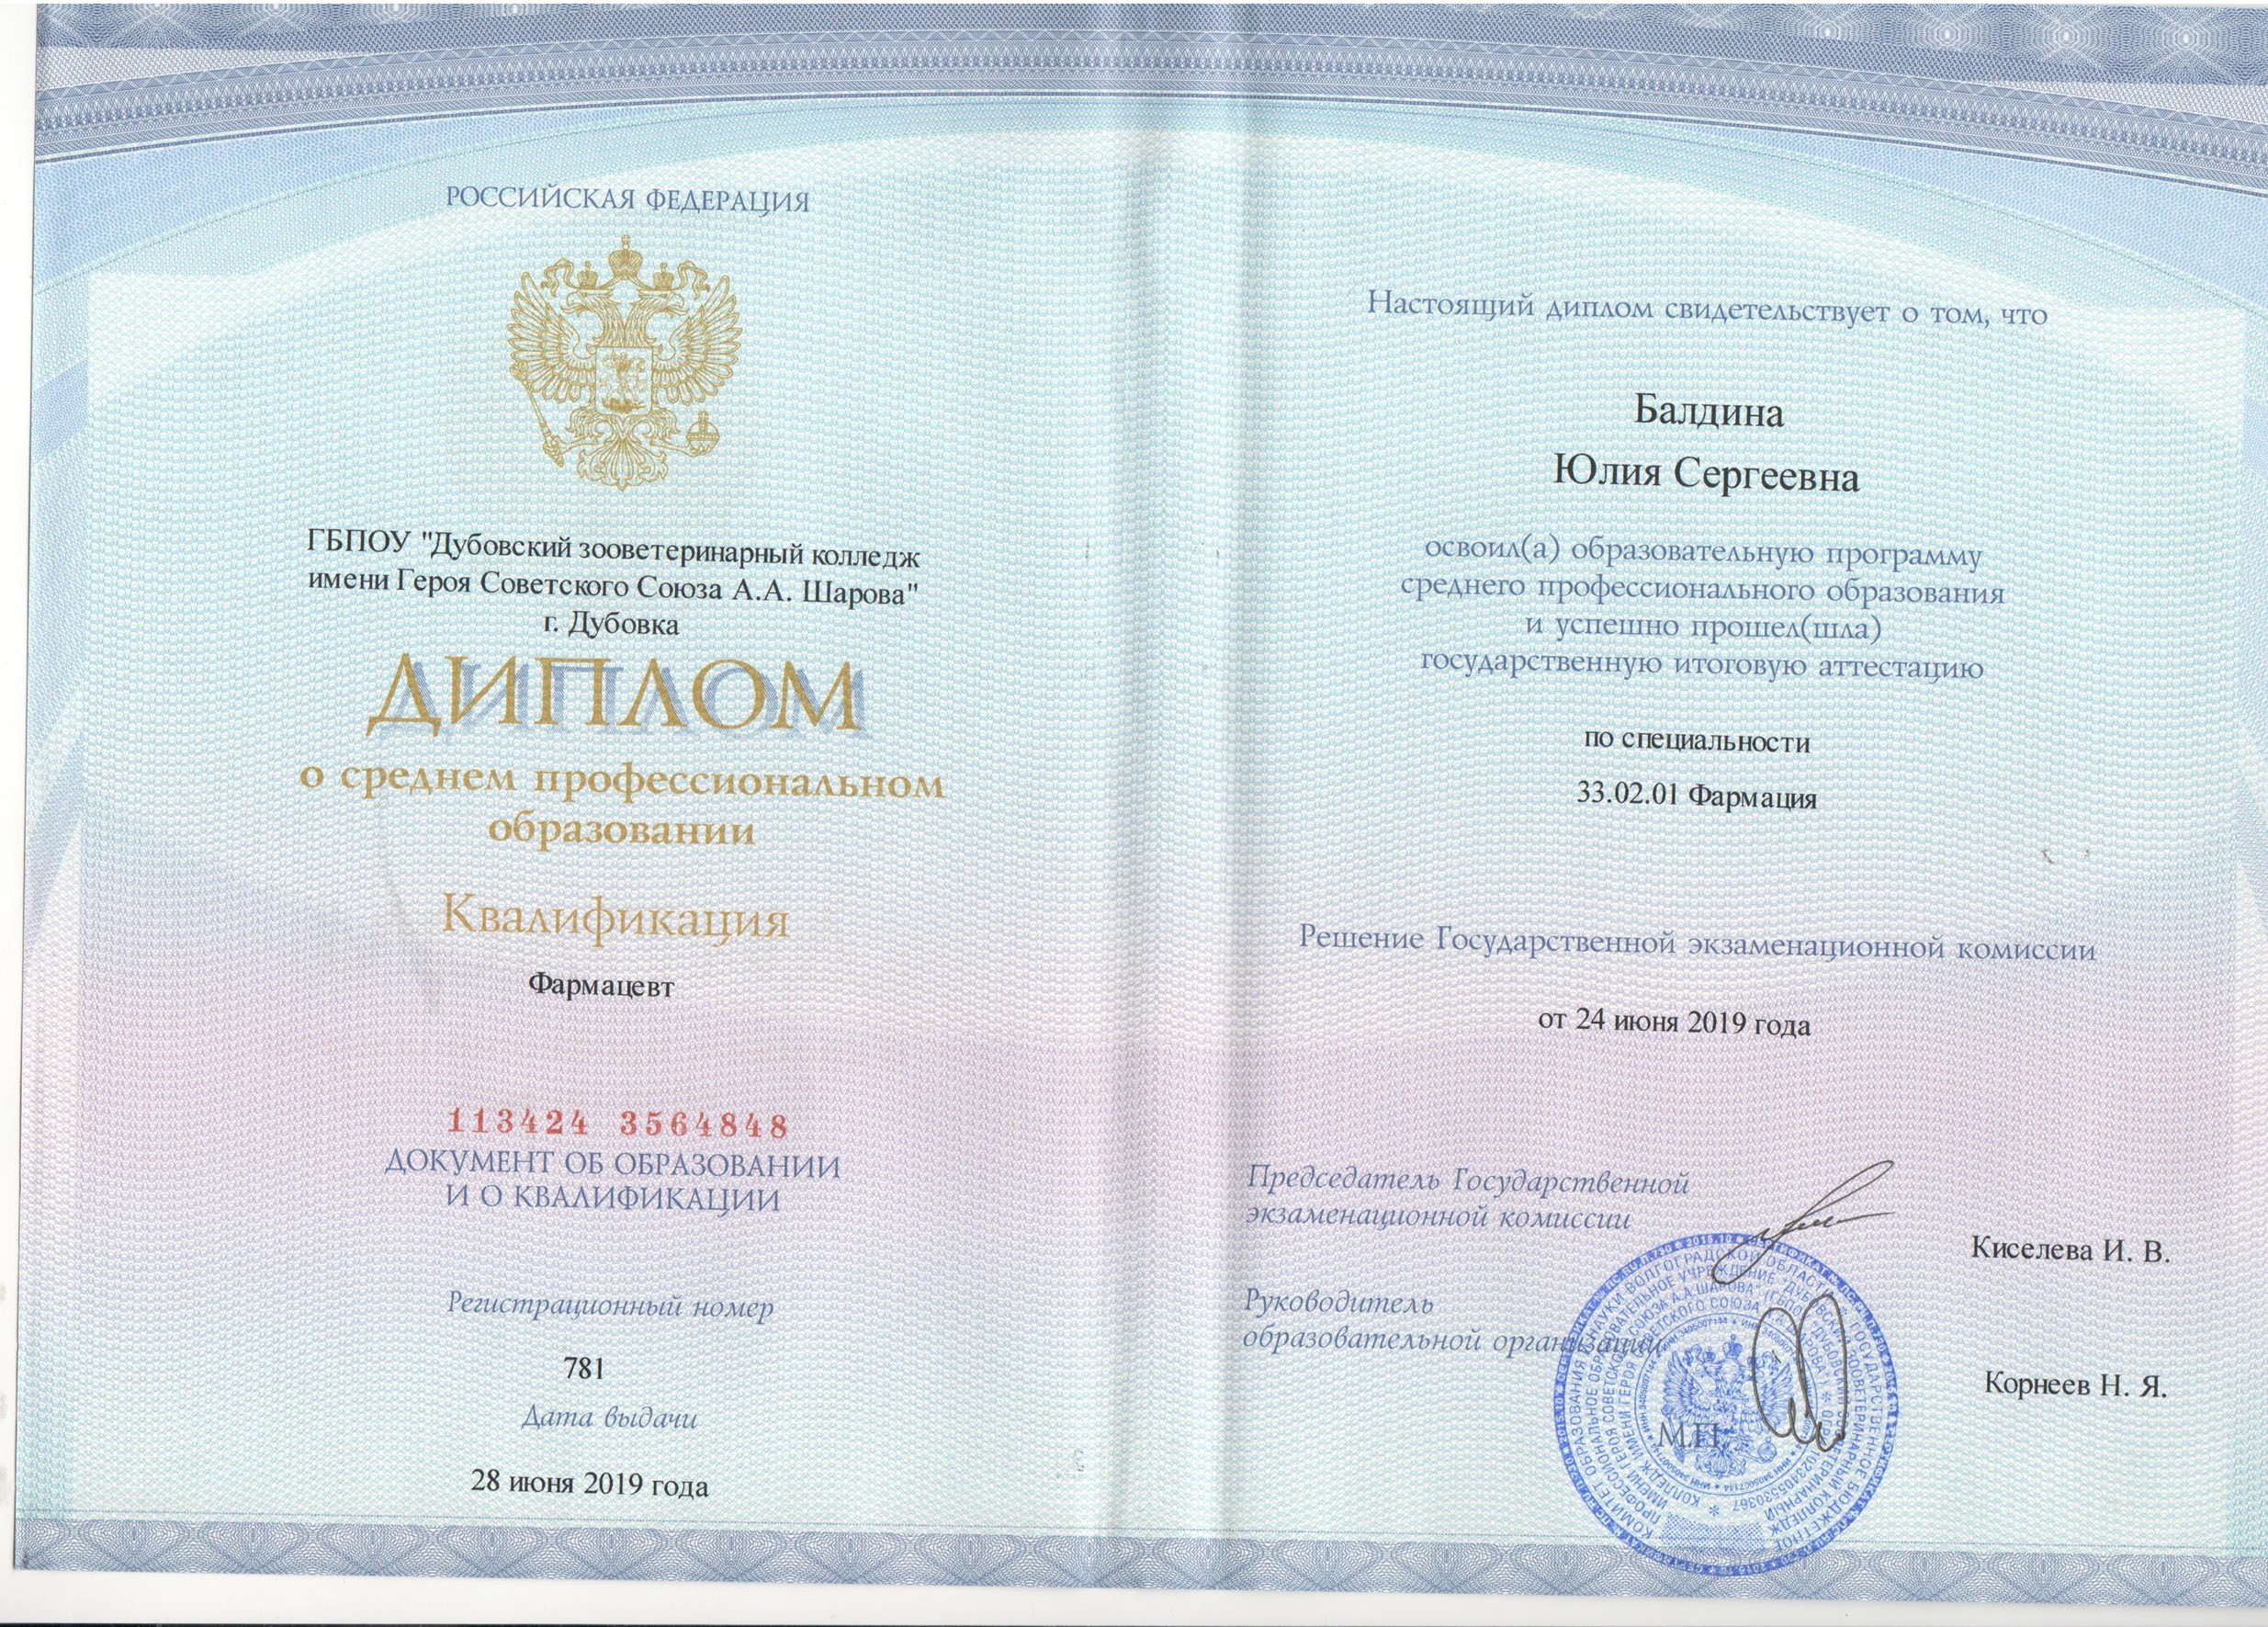 РОССИЙСКАЯ ФЕДЕРАЦИЯ
ГБПОУ "Дубовский зооветеринарный колледж
имени Героя Советского Союза А.А. Шарова"
г. Дубовка
ДИПЛОМ
о среднем профессиональном
образовании
Квалификация
Фармацевт
113424 3564848
ДОКУМЕНТ ОБ ОБРАЗОВАНИИ
И О КВАЛИФИКАЦИИ
Регистрационный номер
781
Дата выдачи
28 июня 2019 года
Настоящий диплом свидетельствует о том, что
Балдина
Юлия Сергеевна
освоил(а) образовательную программу
среднего профессионального образования
и успешно прошел(шла)
государственную итоговую аттестацию
по специальности
33.02.01 Фармация
Решение Государственной экзаменационной комиссии
от 24 июня 2019 года
Председатель Государственной
экзаменационной комиссии
Киселева И. В.
Руководитель
образовательной организации
Корнеев Н. Я.
М.П.